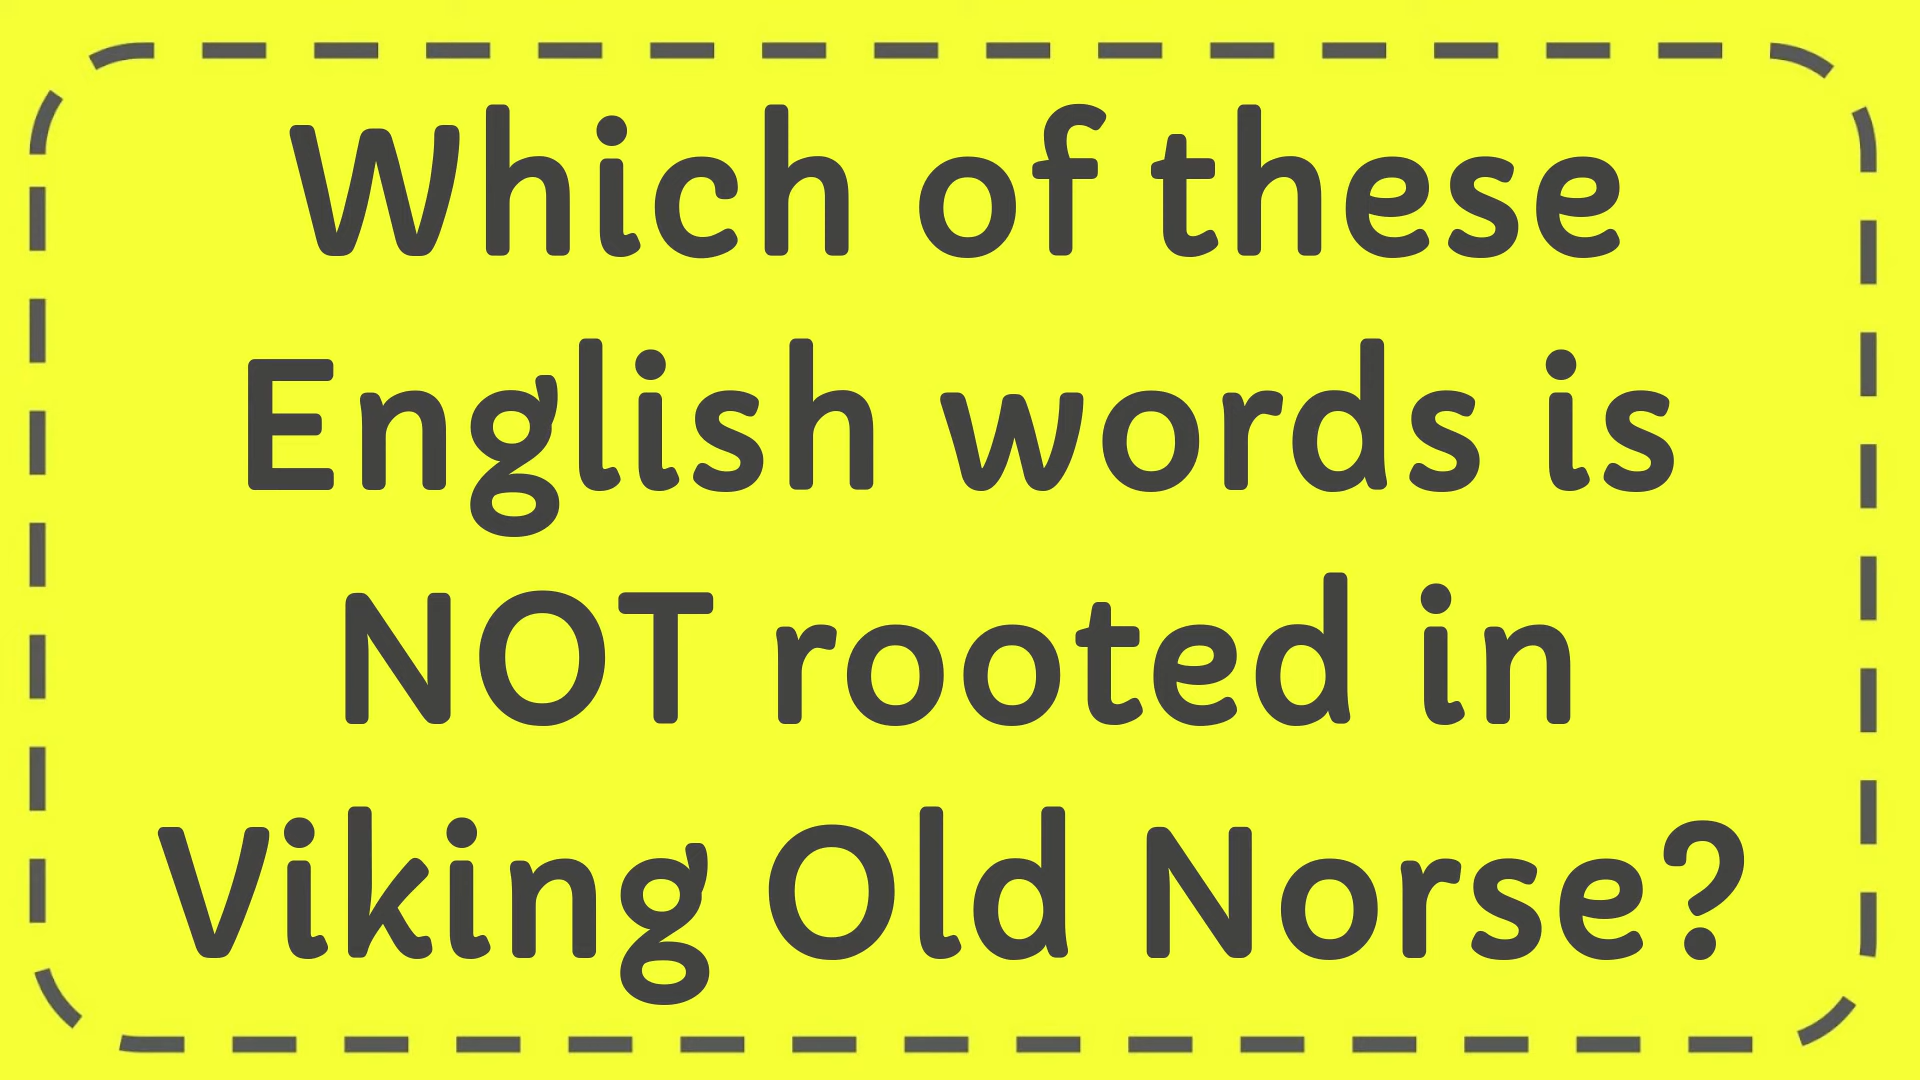 Which of these
English words is
NOT rooted in
Viking Old Norse?